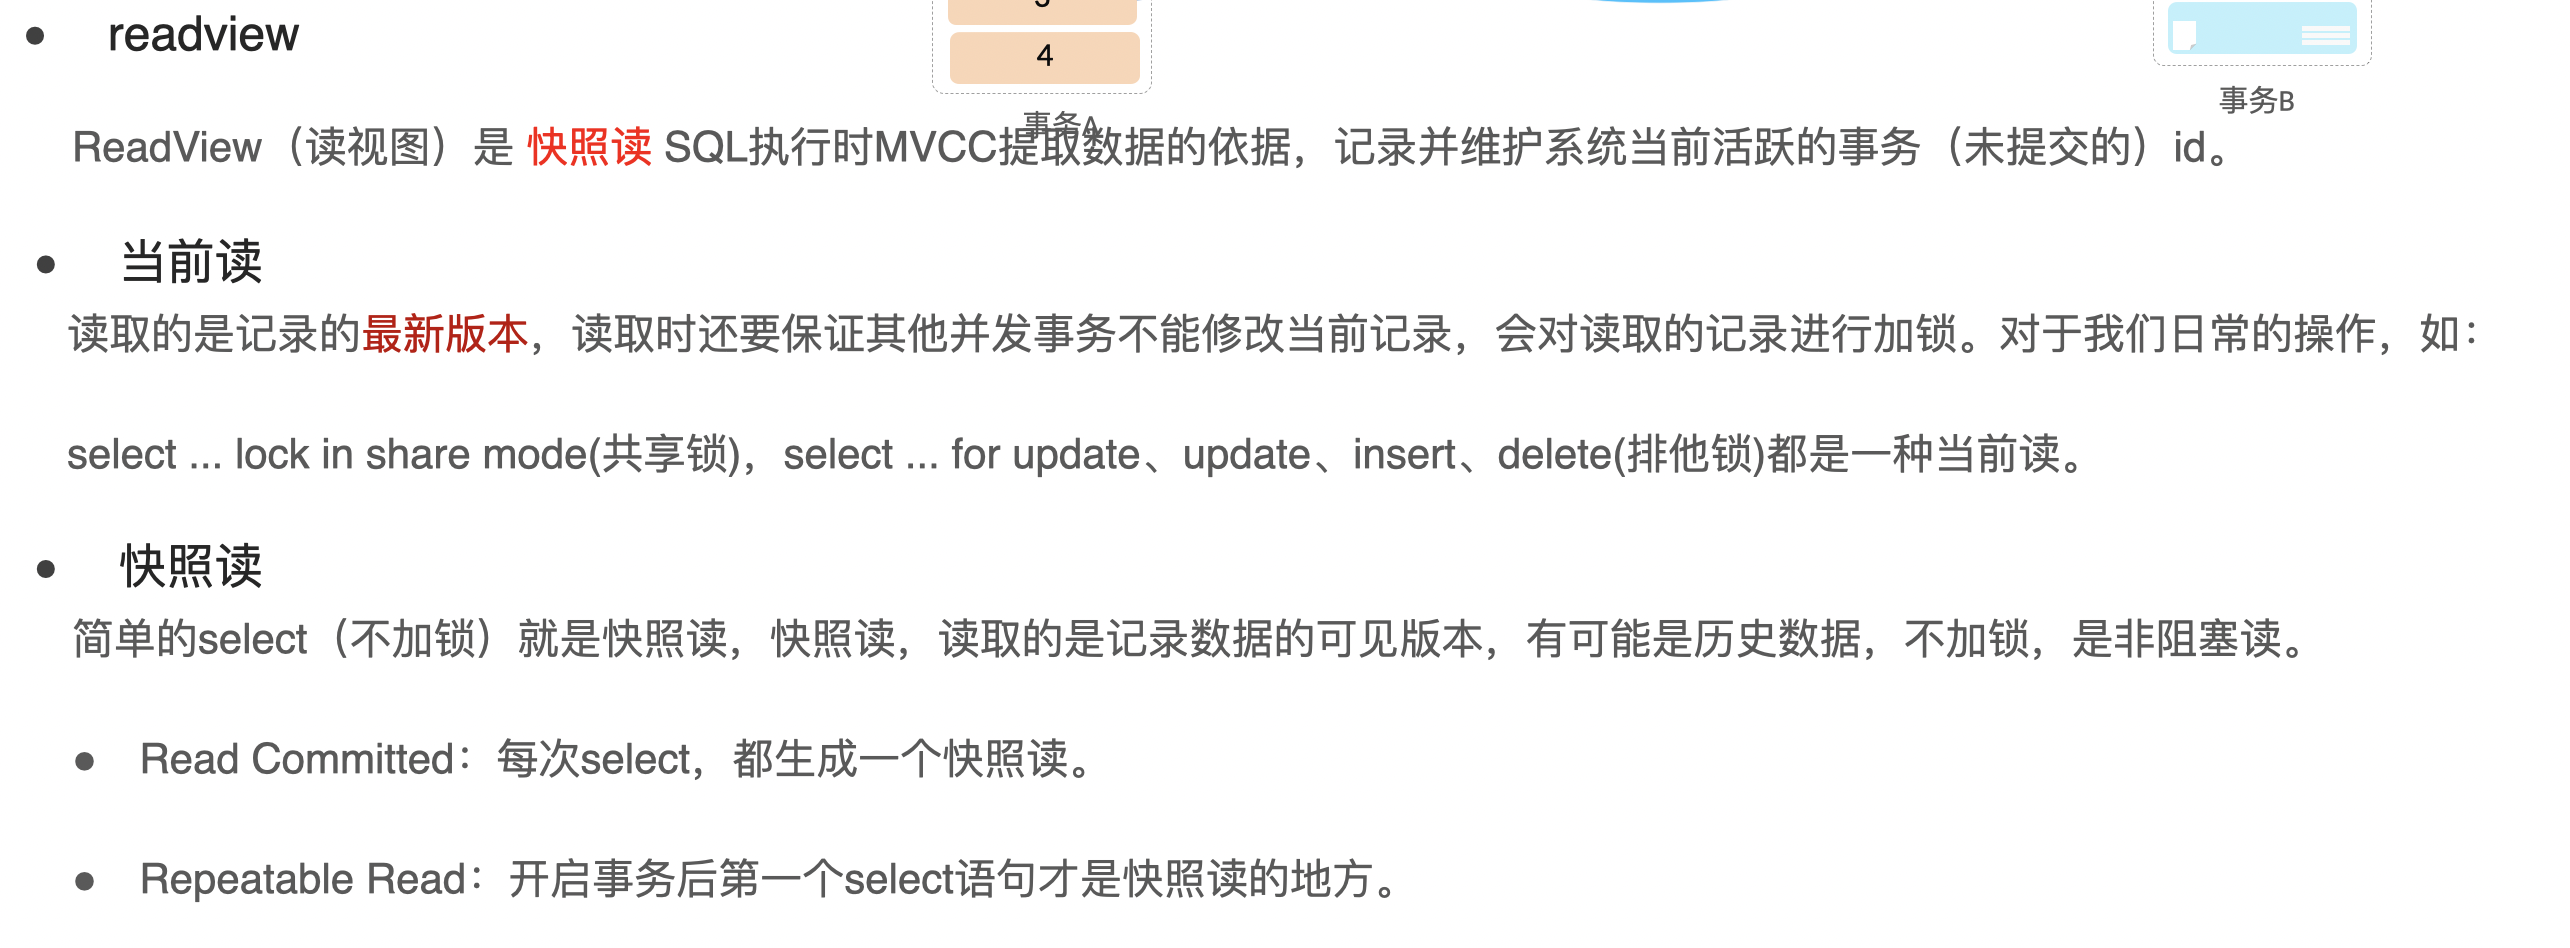 readview
4
事务A
事务B
ReadView（读视图）是 快照读 SQL执行时MVCC提取数据的依据，记录并维护系统当前活跃的事务（未提交的）id。
当前读
读取的是记录的最新版本，读取时还要保证其他并发事务不能修改当前记录，会对读取的记录进行加锁。对于我们日常的操作，如：
select ... lock in share mode(共享锁)，select ... for update、update、insert、delete(排他锁)都是一种当前读。
快照读
简单的select（不加锁）就是快照读，快照读，读取的是记录数据的可见版本，有可能是历史数据，不加锁，是非阻塞读。
Read Committed：每次select，都生成一个快照读。
Repeatable Read：开启事务后第一个select语句才是快照读的地方。